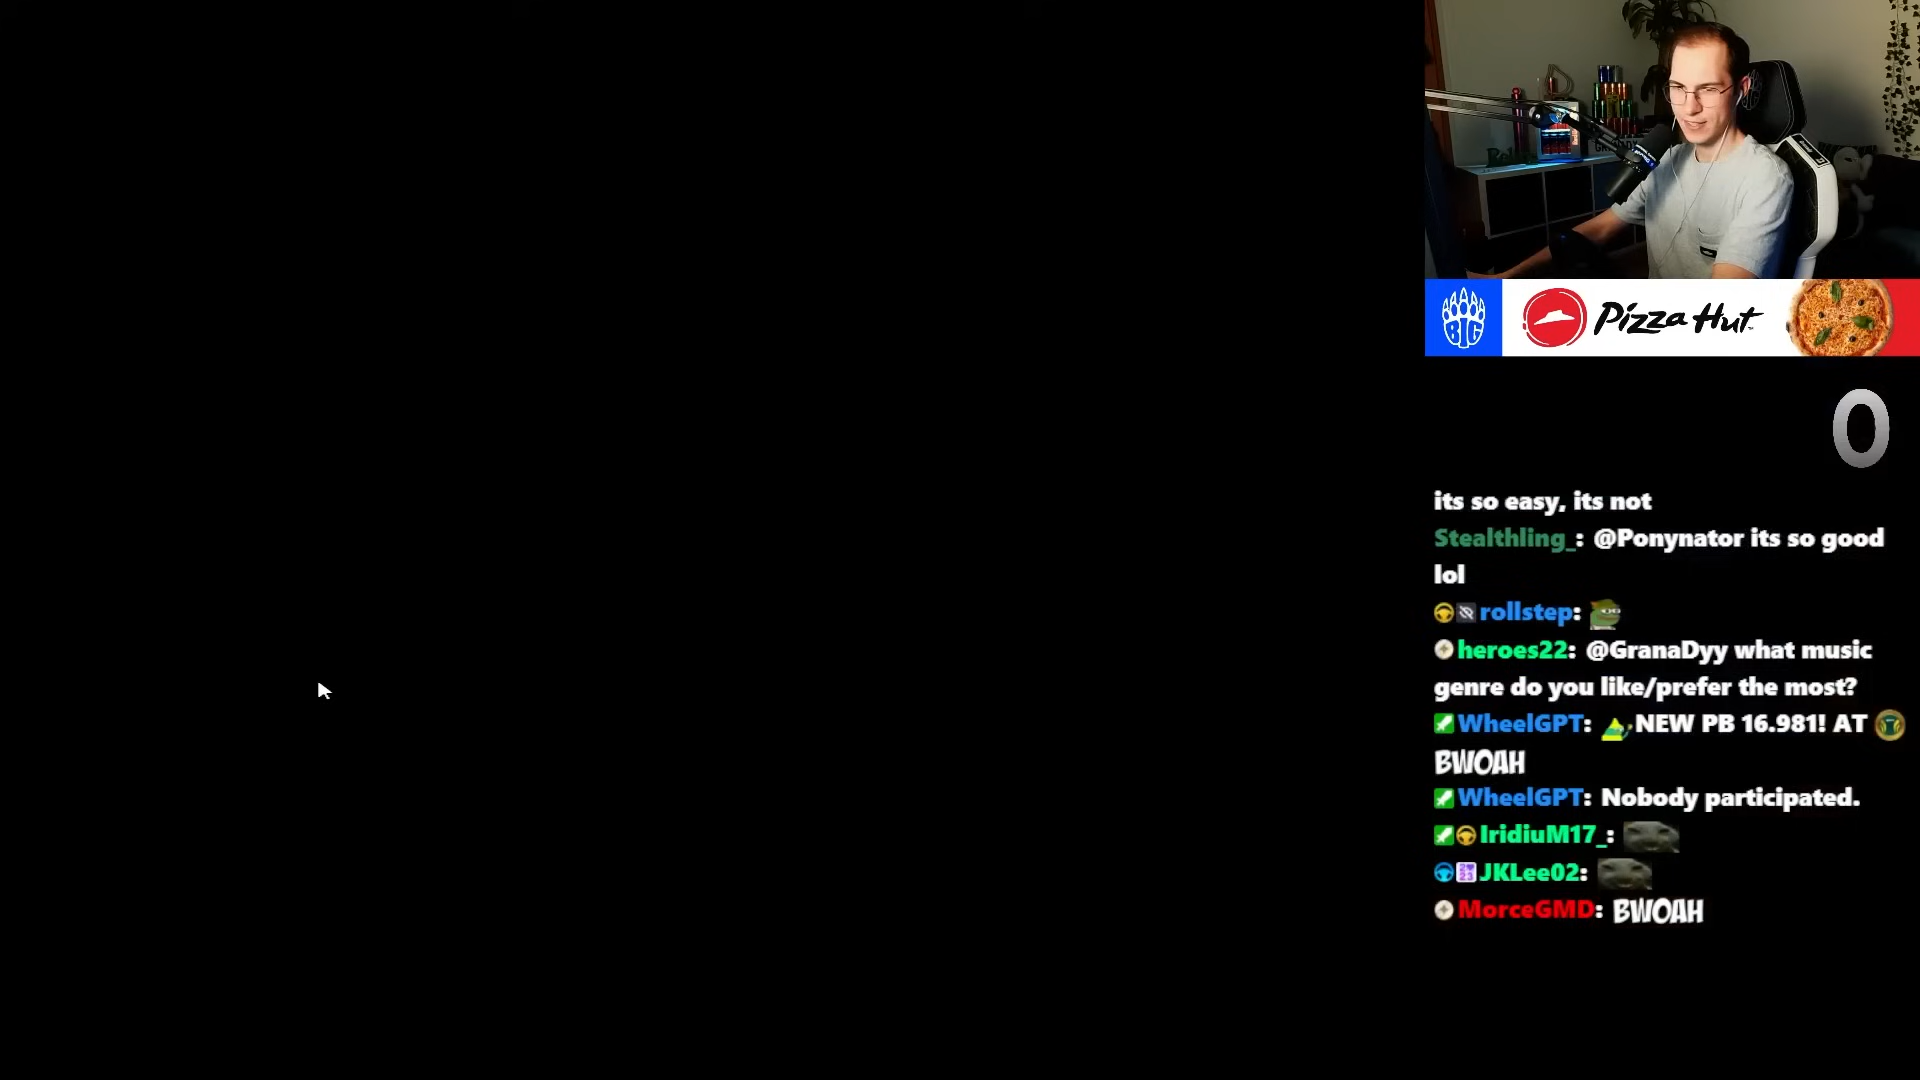 BIG
Pizza Hut
0
its so easy, its not
Stealthling_: @Ponynator its so good
lol
rollstep:
heroes22: @GranaDyy what music
genre do you like/prefer the most?
WheelGPT: NEW PB 16.981! AT
BWOAH
WheelGPT: Nobody participated.
IridiuM17_:
JKLee02:
MorceGMD: BWOAH